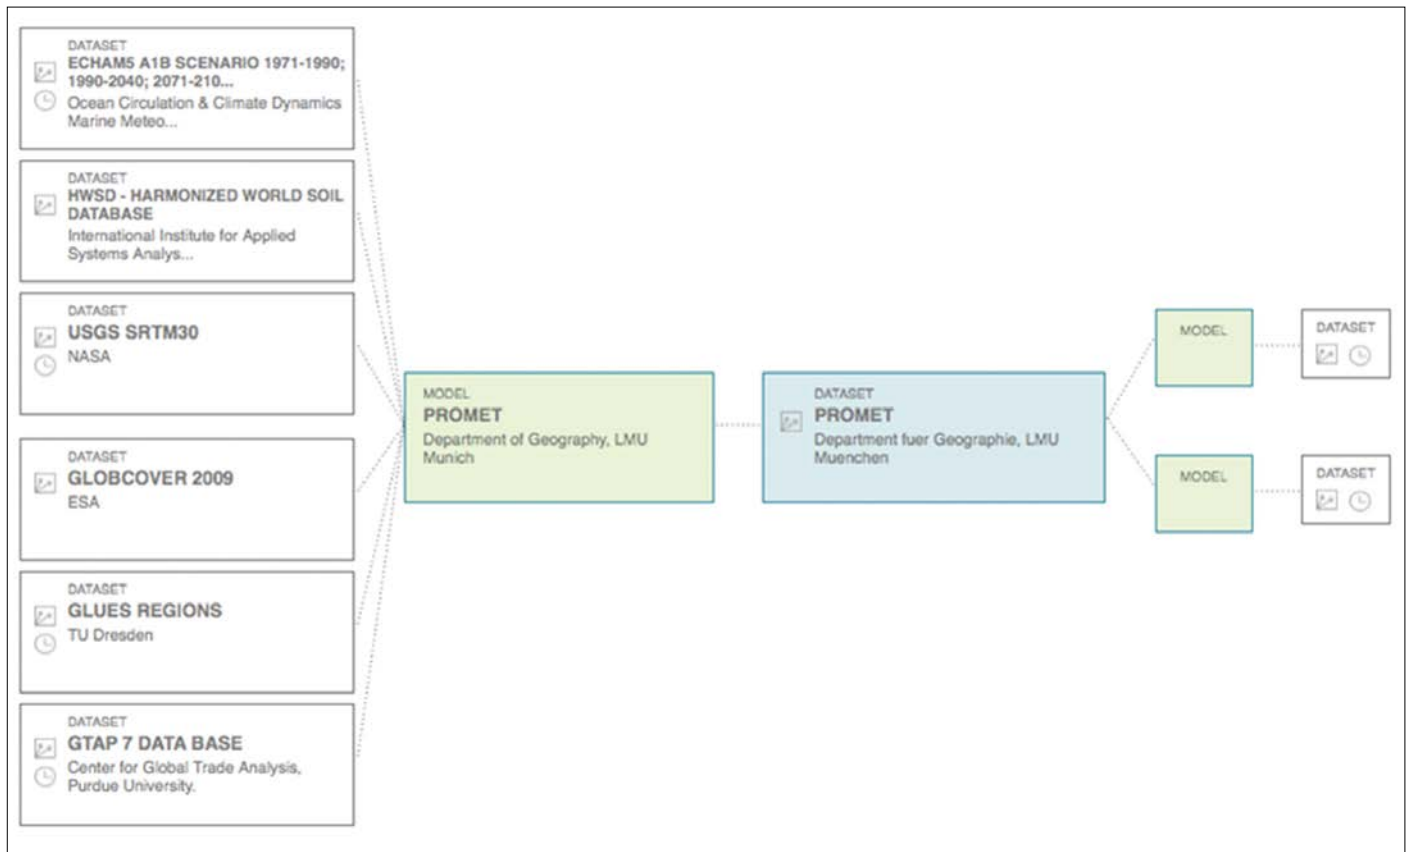 DATASET
ECHAM5 A1B SCENARIO 1971-1990;
1990-2040; 2071-210...
Ocean Circulation & Climate Dynamics
Marine Meteo...
DATASET
HWSD - HARMONIZED WORLD SOIL
DATABASE
International Institute for Applied
Systems Analys...
DATASET
USGS SRTM30
NASA
DATASET
GLOBCOVER 2009
ESA
DATASET
GLUES REGIONS
TU Dresden
DATASET
GTAP 7 DATA BASE
Center for Global Trade Analysis,
Purdue University.
MODEL
PROMET
Department of Geography, LMU
Munich
DATASET
PROMET
Department fuer Geographie, LMU
Muenchen
MODEL
DATASET
MODEL
DATASET